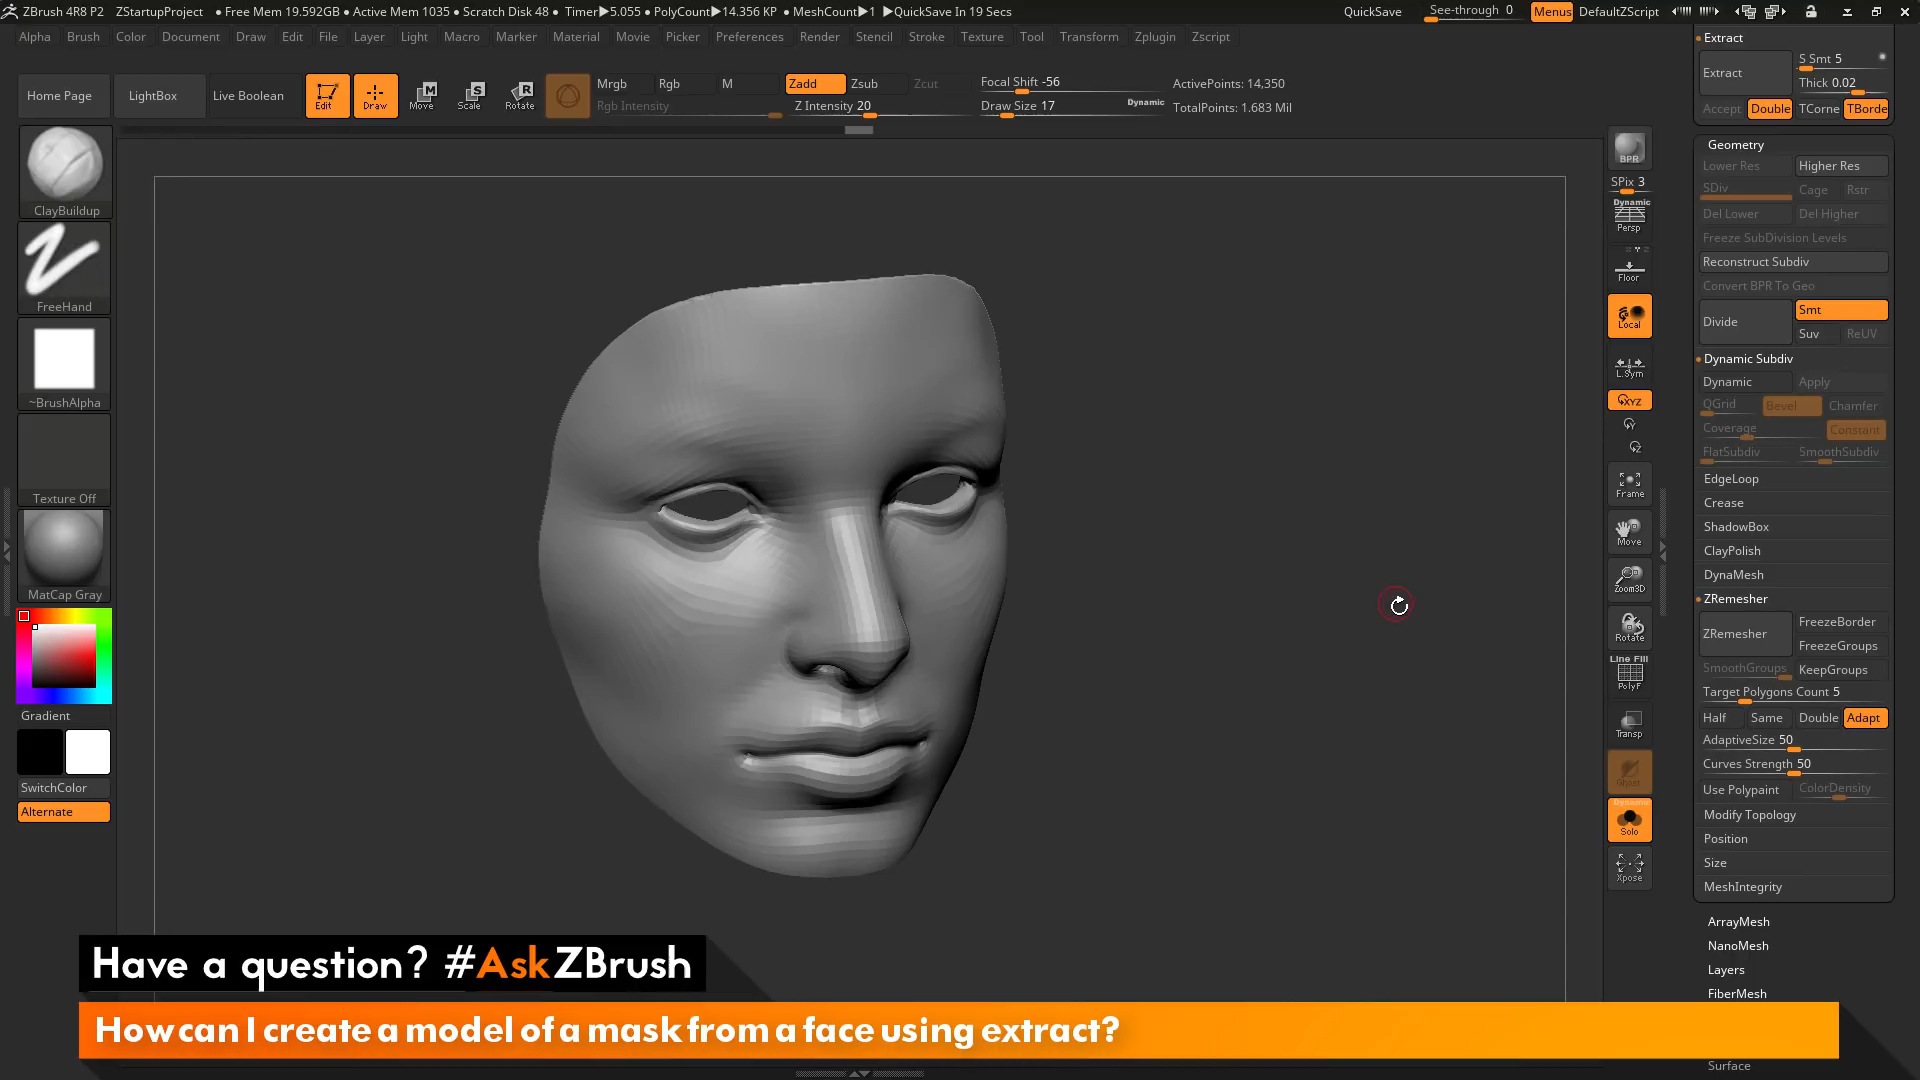 ZBrush 4R8 P2 ZStartupProject ● Free Mem 19.592GB ● Active Mem 1035 ● Scratch Disk 48 ● Timer▶5.055 ● PolyCount▶14.356 KP ● MeshCount▶1 ▶QuickSave In 19 Secs QuickSave See-through 0 Menus DefaultZScript
Alpha Brush Color Document Draw Edit File Layer Light Macro Marker Material Movie Picker Preferences Render Stencil Stroke Texture Tool Transform Zplugin Zscript
Home Page LightBox Live Boolean Edit Draw Move Scale Rotate
M S R
Mrgb Rgb M Zadd Zsub Zcut Focal Shift -56 ActivePoints: 14,350
Rgb Intensity Z Intensity 20 Draw Size 17 Dynamic TotalPoints: 1.683 Mil
ClayBuildup
FreeHand
~BrushAlpha
Texture Off
MatCap Gray
Gradient
SwitchColor
Alternate
BPR
SPix 3
Dynamic
Persp
Floor
Local
L.Sym
XYZ
Y
Z
Frame
Move
Zoom3D
Rotate
Line Fill
PolyF
Transp
Ghost
Dynamic
Solo
Xpose
Extract
Extract S Smt 5
Thick 0.02
Accept Double TCorne TBorde
Geometry
Lower Res Higher Res
SDiv Cage Rstr
Del Lower Del Higher
Freeze SubDivision Levels
Reconstruct Subdiv
Convert BPR To Geo
Divide Smt
Suv ReUV
Dynamic Subdiv
Dynamic Apply
QGrid Bevel Chamfer
Coverage Constant
FlatSubdiv SmoothSubdiv
EdgeLoop
Crease
ShadowBox
ClayPolish
DynaMesh
ZRemesher
ZRemesher FreezeBorder
FreezeGroups
SmoothGroups KeepGroups
Target Polygons Count 5
Half Same Double Adapt
AdaptiveSize 50
Curves Strength 50
Use Polypaint ColorDensity
Modify Topology
Position
Size
MeshIntegrity
ArrayMesh
NanoMesh
Layers
FiberMesh
Surface
Have a question? #AskZBrush
How can I create a model of a mask from a face using extract?